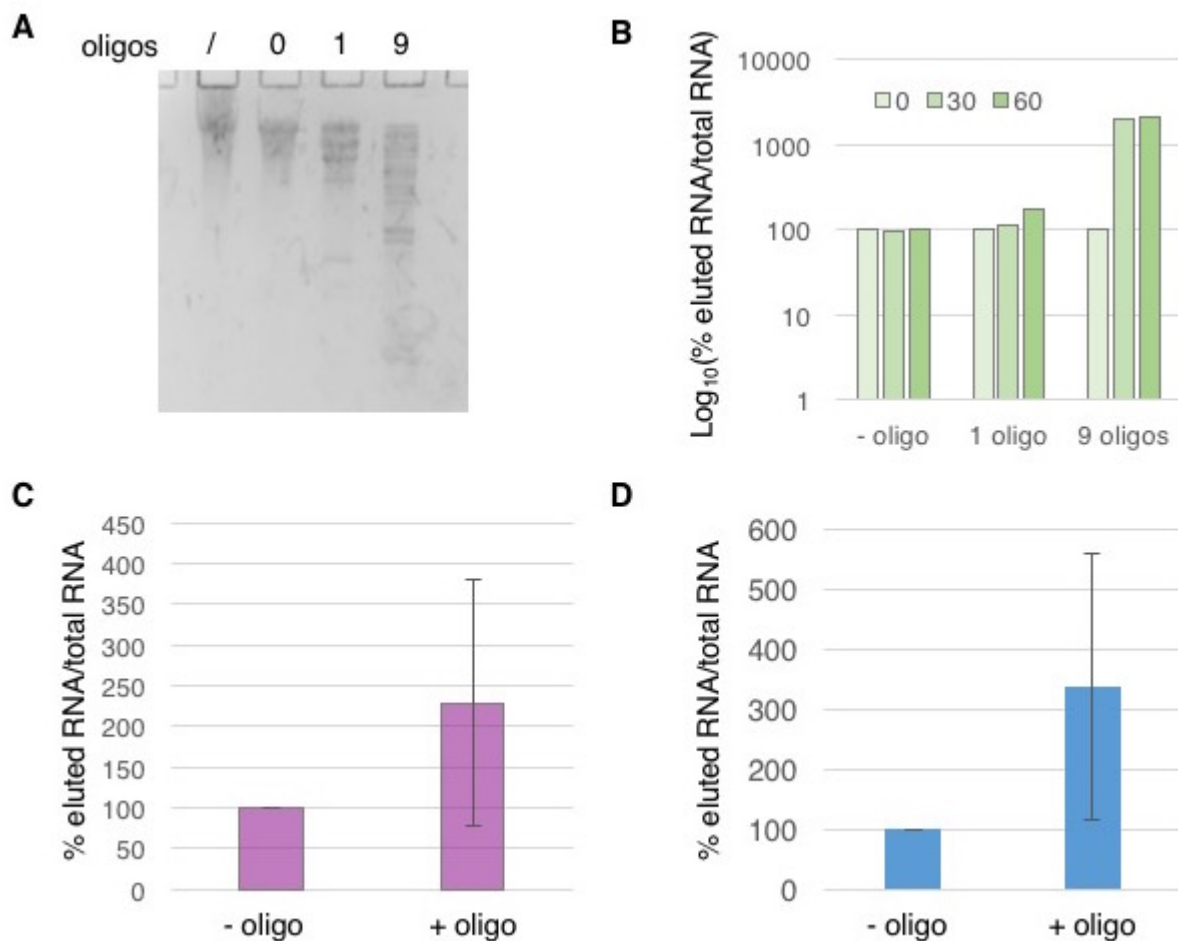 A
oligos / 0 1 9
B
Log₁₀(% eluted RNA/total RNA)
10000
1000
100
10
1
0 30 60
- oligo 1 oligo 9 oligos
C
% eluted RNA/total RNA
450
400
350
300
250
200
150
100
50
0
- oligo + oligo
D
% eluted RNA/total RNA
600
500
400
300
200
100
0
- oligo + oligo